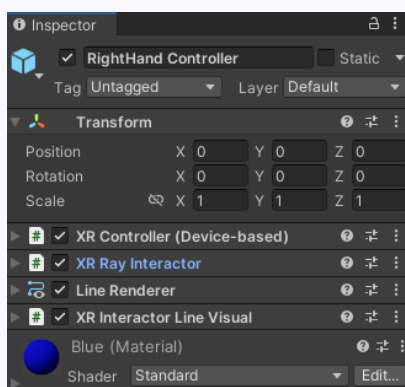 Inspector
RightHand Controller Static
Tag Untagged Layer Default
Transform
Position X 0 Y 0 Z 0
Rotation X 0 Y 0 Z 0
Scale X 1 Y 1 Z 1
# XR Controller (Device-based)
# XR Ray Interactor
Line Renderer
# XR Interactor Line Visual
Blue (Material)
Shader Standard Edit...